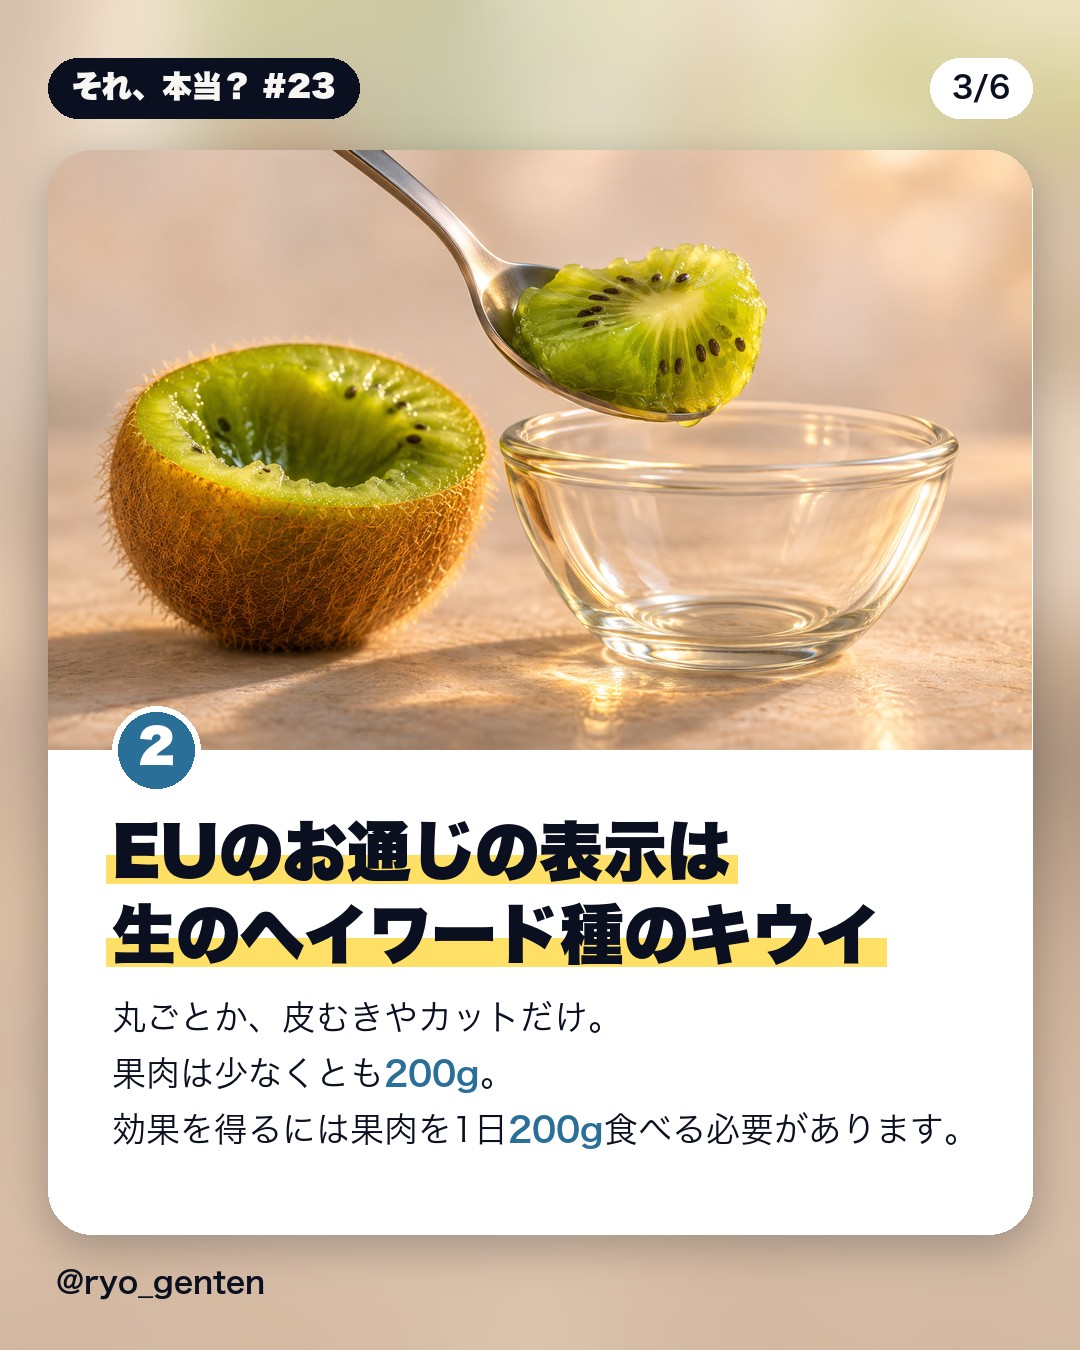 それ、本当？ #23
3/6
2
EUのお通じの表示は
生のヘイワード種のキウイ
丸ごとか、皮むきやカットだけ。
果肉は少なくとも200g。
効果を得るには果肉を1日200g食べる必要があります。
@ryo_genten